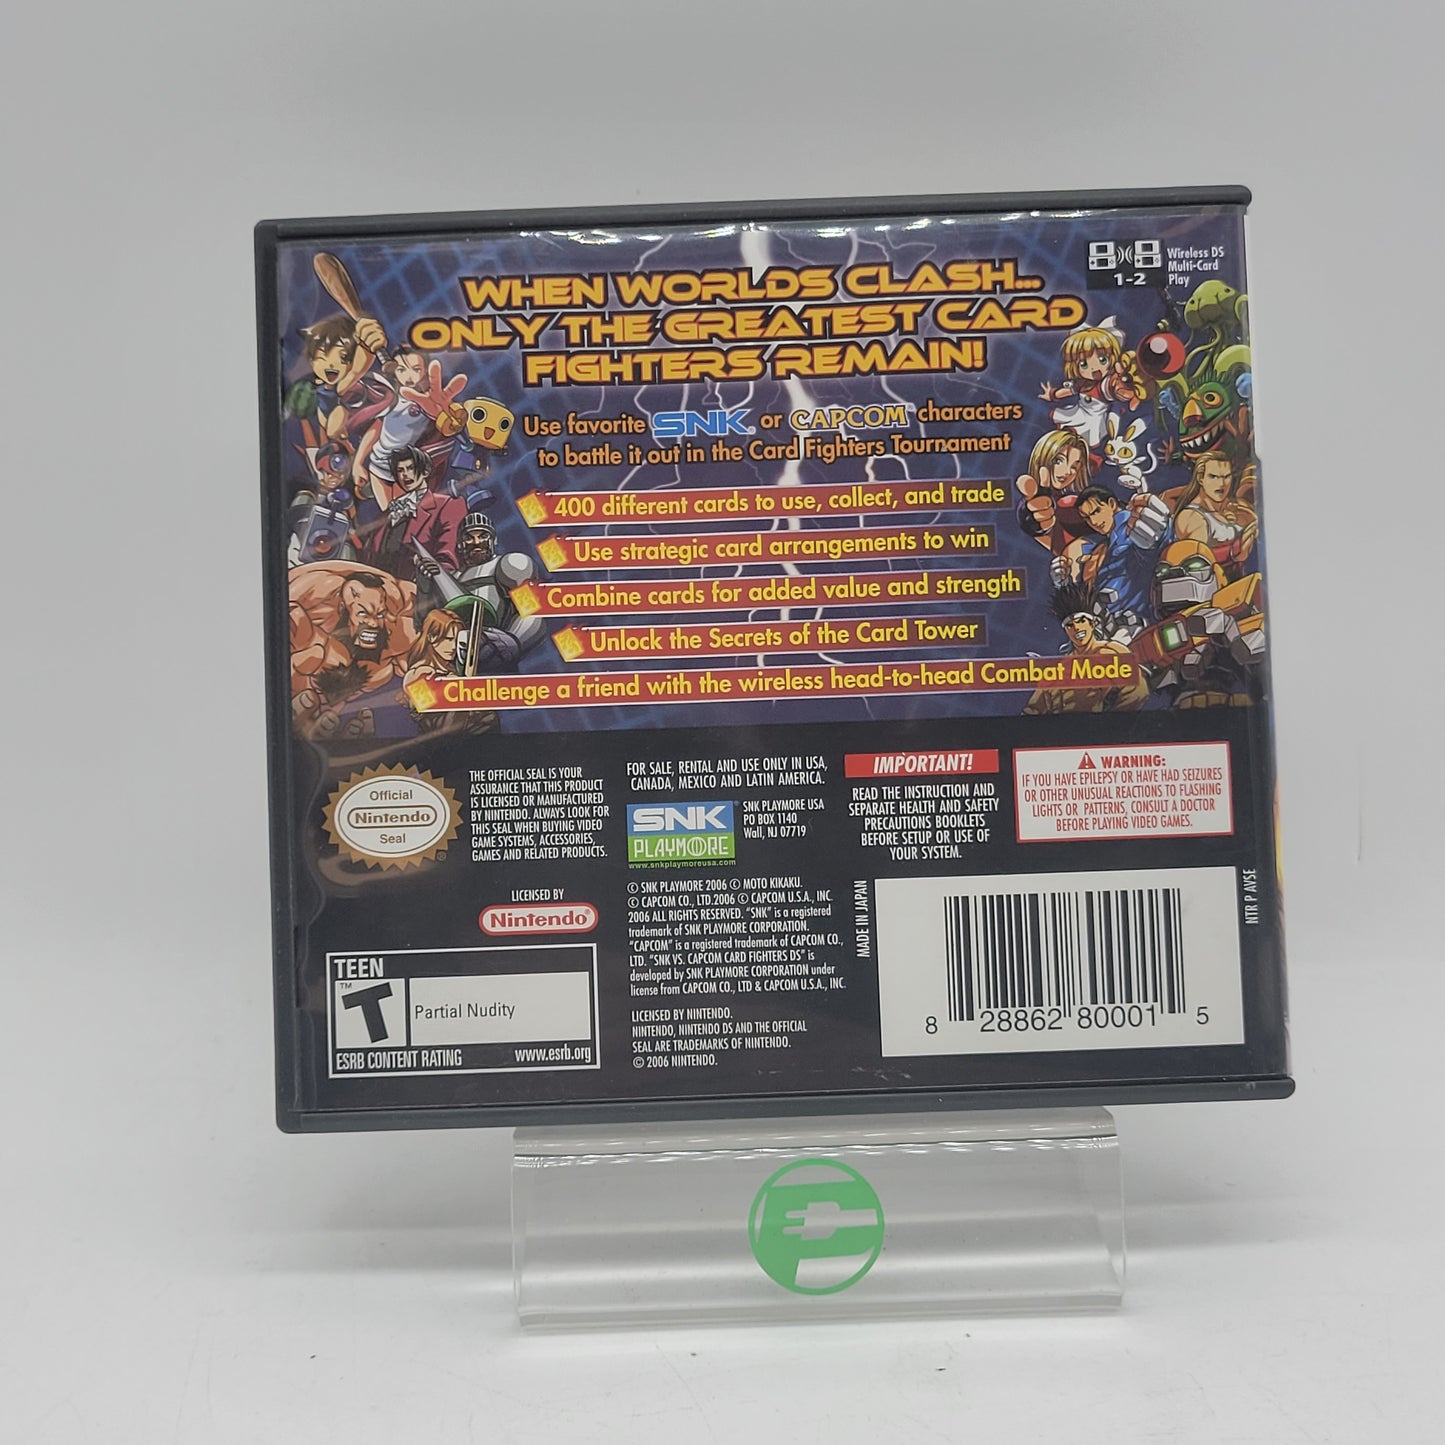 WHEN WORLDS CLASH...
ONLY THE GREATEST CARD
FIGHTERS REMAIN!
1-2
Wireless DS
Multi-Card
Play
Use favorite SNK® or CAPCOM characters
to battle it out in the Card Fighters Tournament
400 different cards to use, collect, and trade
Use strategic card arrangements to win
Combine cards for added value and strength
Unlock the Secrets of the Card Tower
Challenge a friend with the wireless head-to-head Combat Mode
Official
Nintendo
Seal
®
THE OFFICIAL SEAL IS YOUR
ASSURANCE THAT THIS PRODUCT
IS LICENSED OR MANUFACTURED
BY NINTENDO. ALWAYS LOOK FOR
THIS SEAL WHEN BUYING VIDEO
GAME SYSTEMS, ACCESSORIES,
GAMES AND RELATED PRODUCTS.
LICENSED BY
Nintendo®
TEEN
T
™
Partial Nudity
ESRB CONTENT RATING www.esrb.org
FOR SALE, RENTAL AND USE ONLY IN USA,
CANADA, MEXICO AND LATIN AMERICA.
SNK®
PLAYMORE
www.snkplaymoreusa.com
SNK PLAYMORE USA
PO BOX 1140
Wall, NJ 07719
© SNK PLAYMORE 2006 © MOTO KIKAKU.
© CAPCOM CO., LTD.2006 © CAPCOM U.S.A., INC.
2006 ALL RIGHTS RESERVED. "SNK" is a registered
trademark of SNK PLAYMORE CORPORATION.
"CAPCOM" is a registered trademark of CAPCOM CO.,
LTD. "SNK VS. CAPCOM CARD FIGHTERS DS" is
developed by SNK PLAYMORE CORPORATION under
license from CAPCOM CO., LTD & CAPCOM U.S.A., INC.
LICENSED BY NINTENDO.
NINTENDO, NINTENDO DS AND THE OFFICIAL
SEAL ARE TRADEMARKS OF NINTENDO.
© 2006 NINTENDO.
IMPORTANT!
READ THE INSTRUCTION AND
SEPARATE HEALTH AND SAFETY
PRECAUTIONS BOOKLETS
BEFORE SETUP OR USE OF
YOUR SYSTEM.
WARNING:
IF YOU HAVE EPILEPSY OR HAVE HAD SEIZURES
OR OTHER UNUSUAL REACTIONS TO FLASHING
LIGHTS OR PATTERNS, CONSULT A DOCTOR
BEFORE PLAYING VIDEO GAMES.
MADE IN JAPAN
NTR P AVSE
8 28862 80001 5